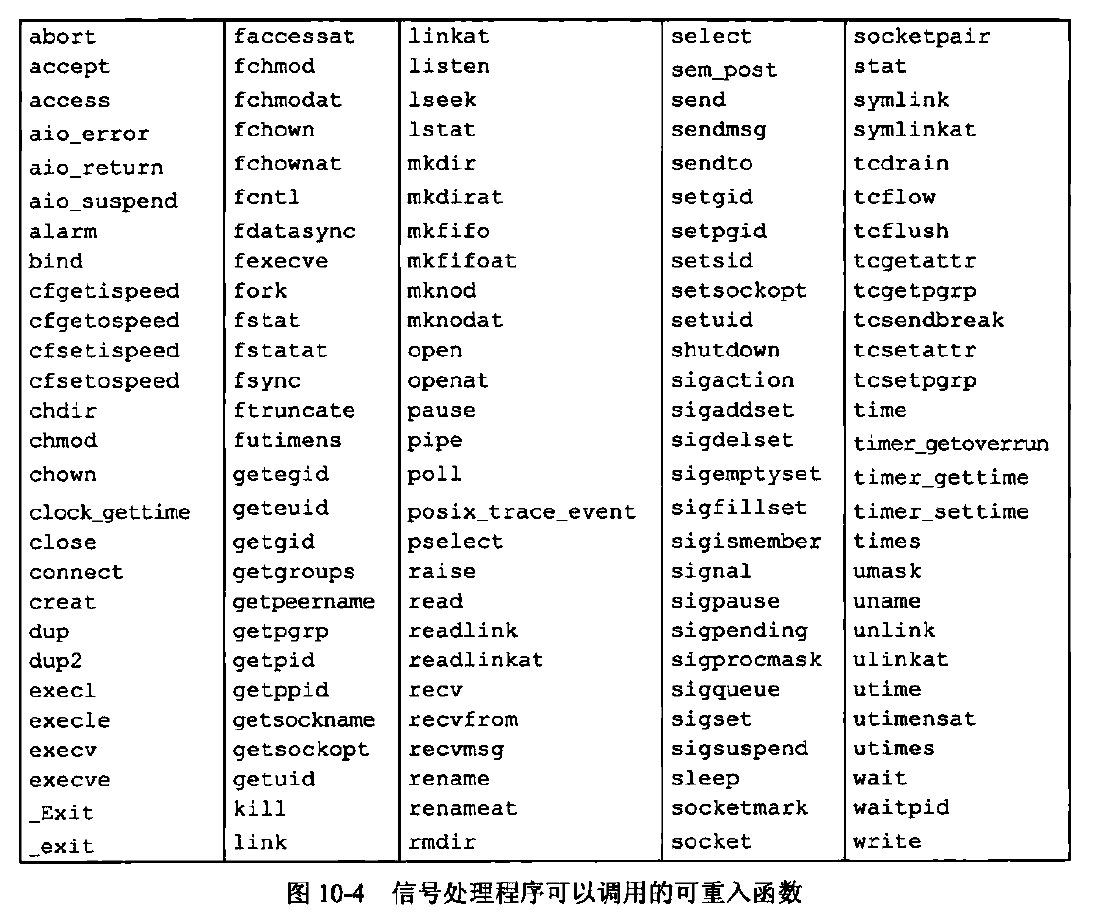 abort faccessat linkat select socketpair
accept fchmod listen sem_post stat
access fchmodat lseek send symlink
aio_error fchown lstat sendmsg symlinkat
aio_return fchownat mkdir sendto tcdrain
aio_suspend fcntl mkdirat setgid tcflow
alarm fdatasync mkfifo setpgid tcflush
bind fexecve mkfifoat setsid tcgetattr
cfgetispeed fork mknod setsockopt tcgetpgrp
cfgetospeed fstat mknodat setuid tcsendbreak
cfsetispeed fstatat open shutdown tcsetattr
cfsetospeed fsync openat sigaction tcsetpgrp
chdir ftruncate pause sigaddset time
chmod futimens pipe sigdelset timer_getoverrun
chown getegid poll sigemptyset timer_gettime
clock_gettime geteuid posix_trace_event sigfillset timer_settime
close getgid pselect sigismember times
connect getgroups raise signal umask
creat getpeername read sigpause uname
dup getpgrp readlink sigpending unlink
dup2 getpid readlinkat sigprocmask ulinkat
execl getppid recv sigqueue utime
execle getsockname recvfrom sigset utimensat
execv getsockopt recvmsg sigsuspend utimes
execve getuid rename sleep wait
_Exit kill renameat socketmark waitpid
_exit link rmdir socket write
图 10-4 信号处理程序可以调用的可重入函数